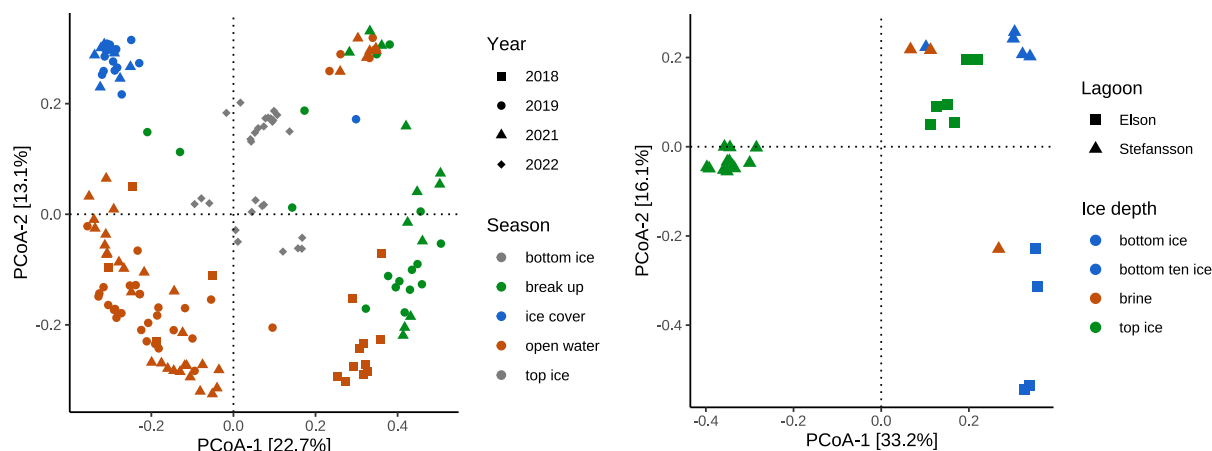 Year
2018
2019
2021
2022
Season
bottom ice
break up
ice cover
open water
top ice
PCoA-2 [13.1%]
0.2
0.0
-0.2
-0.2
0.0
0.2
0.4
PCoA-1 [22.7%]
Lagoon
Elson
Stefansson
Ice depth
bottom ice
bottom ten ice
brine
top ice
PCoA-2 [16.1%]
0.2
0.0
-0.2
-0.4
-0.4
-0.2
0.0
0.2
PCoA-1 [33.2%]